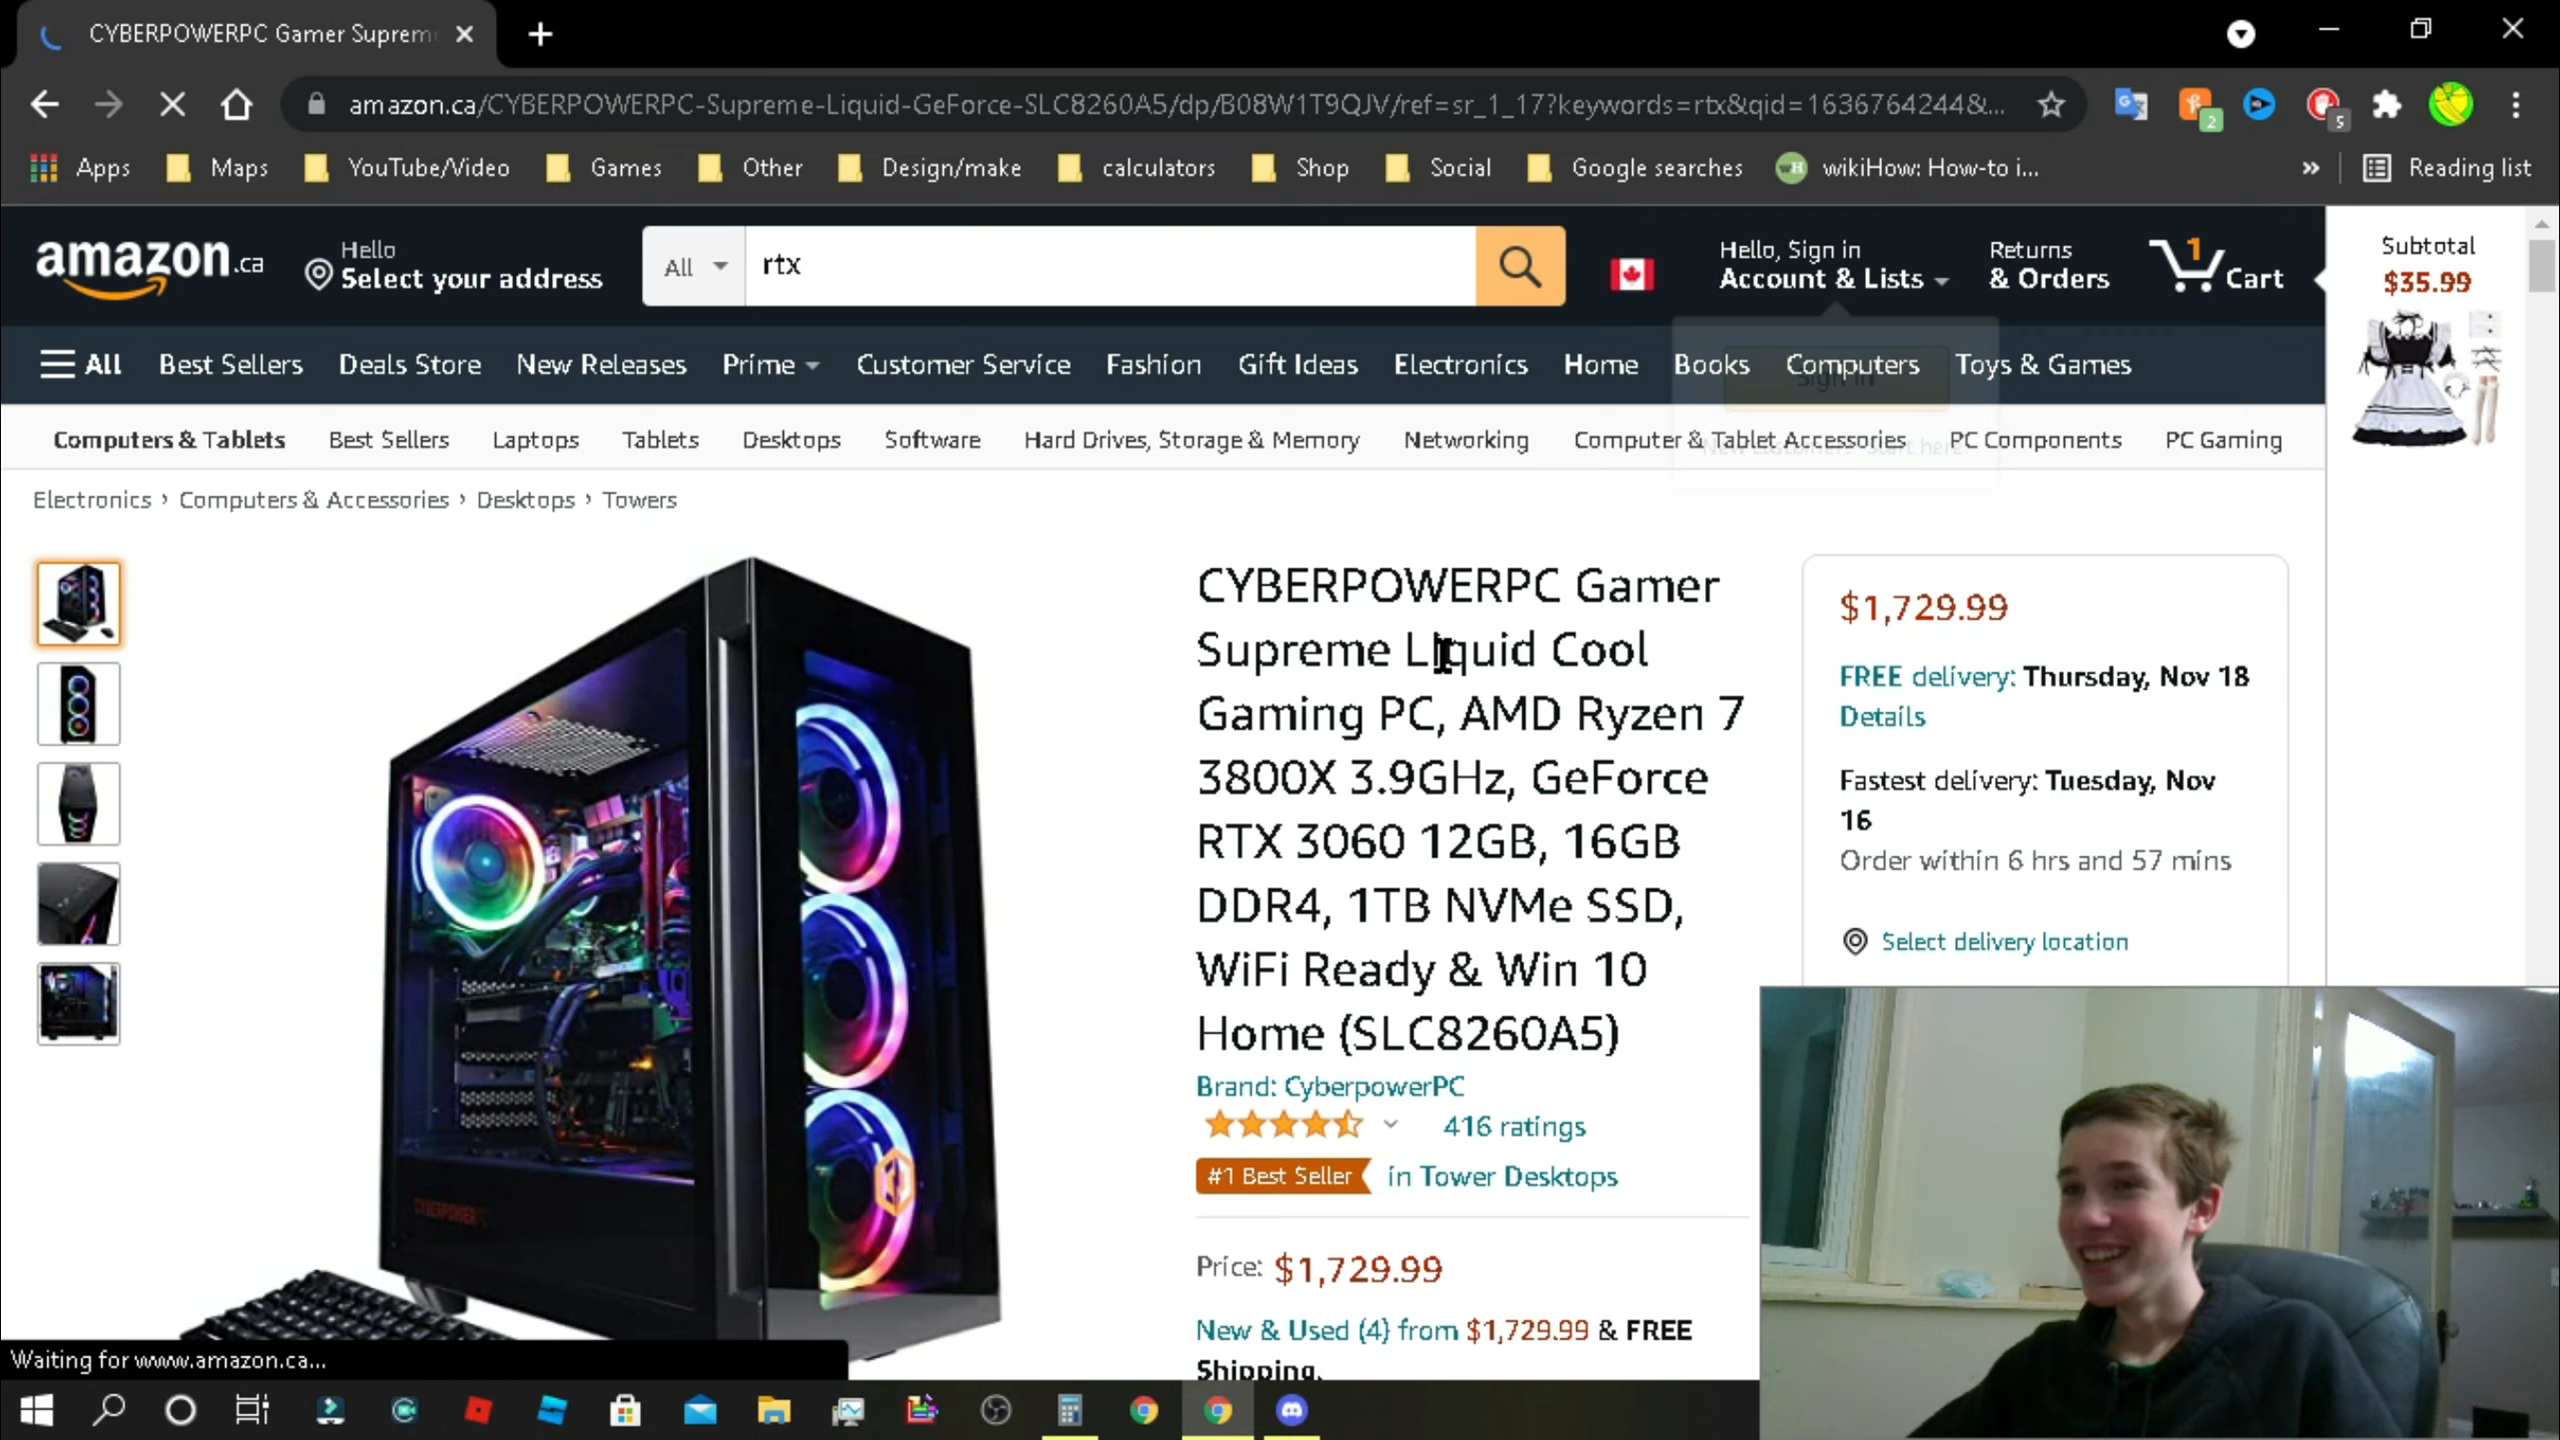 CYBERPOWERPC Gamer Suprem
amazon.ca/CYBERPOWERPC-Supreme-Liquid-GeForce-SLC8260A5/dp/B08W1T9QJV/ref=sr_1_17?keywords=rtx&qid=1636764244&...
2
5
Apps Maps YouTube/Video Games Other Design/make calculators Shop Social Google searches wikiHow: How-to i... » Reading list
amazon.ca
Hello
Select your address
All
rtx
Hello, Sign in
Account & Lists
Returns
& Orders
1
Cart
Subtotal
$35.99
All Best Sellers Deals Store New Releases Prime Customer Service Fashion Gift Ideas Electronics Home Books Computers Toys & Games
Sign in
Computers & Tablets Best Sellers Laptops Tablets Desktops Software Hard Drives, Storage & Memory Networking Computer & Tablet Accessories PC Components PC Gaming
New customer? Start here.
Electronics › Computers & Accessories › Desktops › Towers
CYBERPOWERPC Gamer
Supreme Liquid Cool
Gaming PC, AMD Ryzen 7
3800X 3.9GHz, GeForce
RTX 3060 12GB, 16GB
DDR4, 1TB NVMe SSD,
WiFi Ready & Win 10
Home (SLC8260A5)
Brand: CyberpowerPC
416 ratings
#1 Best Seller in Tower Desktops
Price: $1,729.99
New & Used (4) from $1,729.99 & FREE
Shipping.
$1,729.99
FREE delivery: Thursday, Nov 18
Details
Fastest delivery: Tuesday, Nov
16
Order within 6 hrs and 57 mins
Select delivery location
CYBERPOWERPC
Waiting for www.amazon.ca...